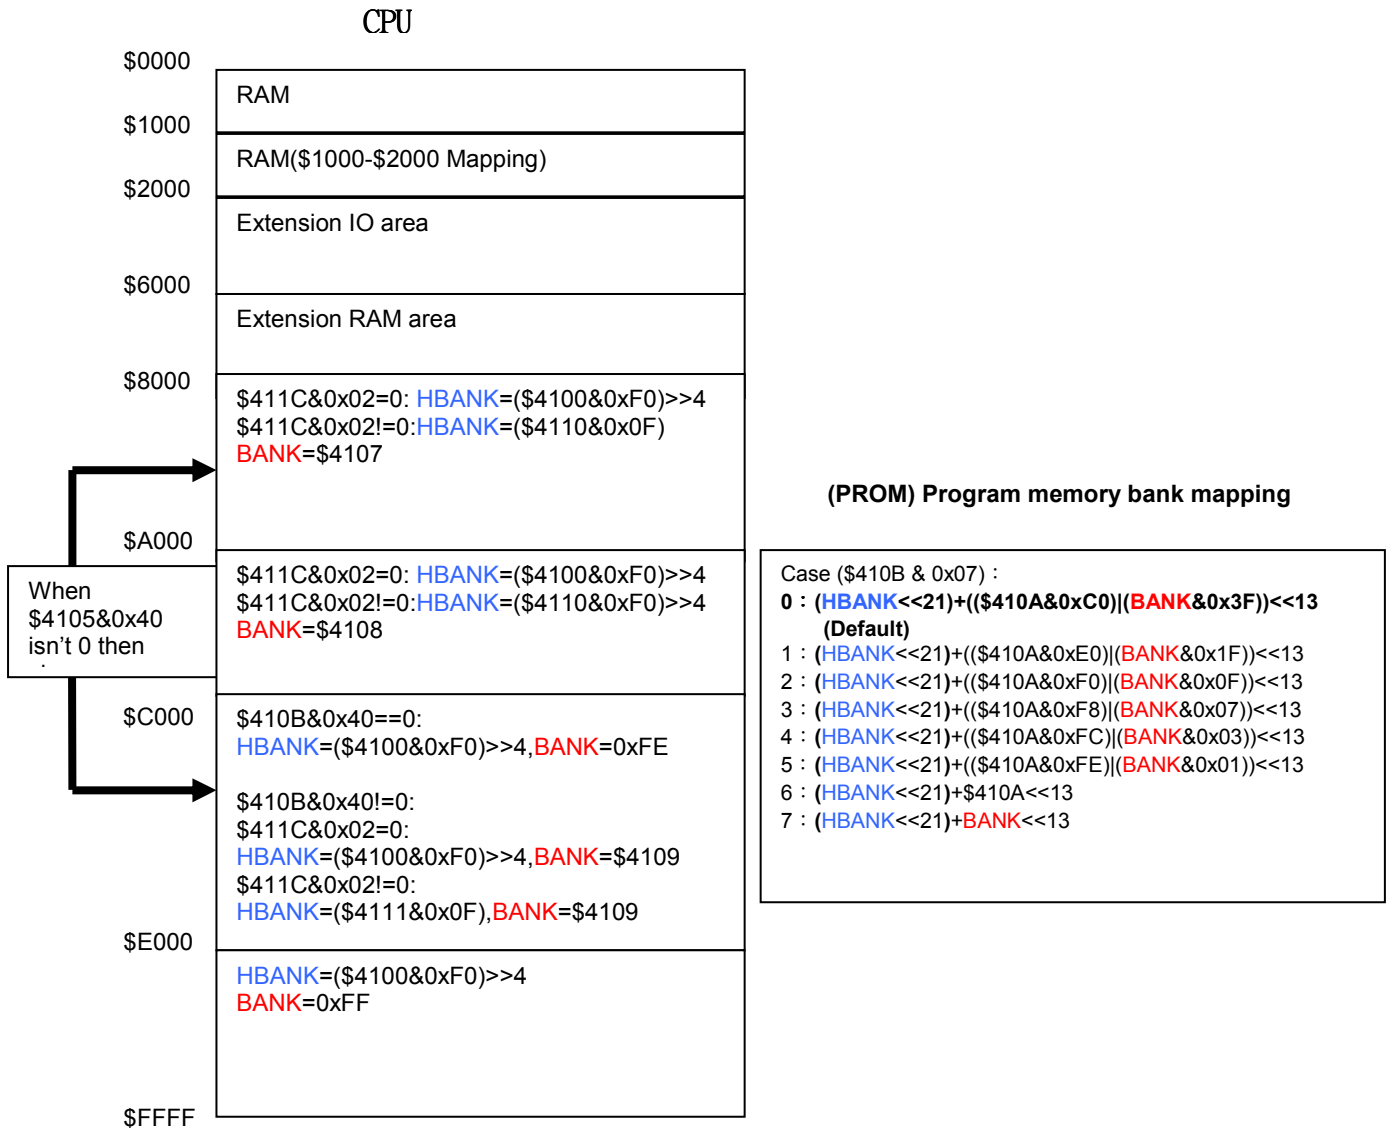 CPU
$0000
RAM
$1000
RAM($1000-$2000 Mapping)
$2000
Extension IO area
$6000
Extension RAM area
$8000
$411C&0x02=0: HBANK=($4100&0xF0)>>4
$411C&0x02!=0:HBANK=($4110&0x0F)
BANK=$4107
$A000
$411C&0x02=0: HBANK=($4100&0xF0)>>4
$411C&0x02!=0:HBANK=($4110&0xF0)>>4
BANK=$4108
When
$4105&0x40
isn't 0 then
$C000
$410B&0x40==0:
HBANK=($4100&0xF0)>>4,BANK=0xFE
$410B&0x40!=0:
$411C&0x02=0:
HBANK=($4100&0xF0)>>4,BANK=$4109
$411C&0x02!=0:
HBANK=($4111&0x0F),BANK=$4109
$E000
HBANK=($4100&0xF0)>>4
BANK=0xFF
$FFFF
(PROM) Program memory bank mapping
Case ($410B & 0x07) :
0 : (HBANK<<21)+(($410A&0xC0)|(BANK&0x3F))<<13
(Default)
1 : (HBANK<<21)+(($410A&0xE0)|(BANK&0x1F))<<13
2 : (HBANK<<21)+(($410A&0xF0)|(BANK&0x0F))<<13
3 : (HBANK<<21)+(($410A&0xF8)|(BANK&0x07))<<13
4 : (HBANK<<21)+(($410A&0xFC)|(BANK&0x03))<<13
5 : (HBANK<<21)+(($410A&0xFE)|(BANK&0x01))<<13
6 : (HBANK<<21)+$410A<<13
7 : (HBANK<<21)+BANK<<13